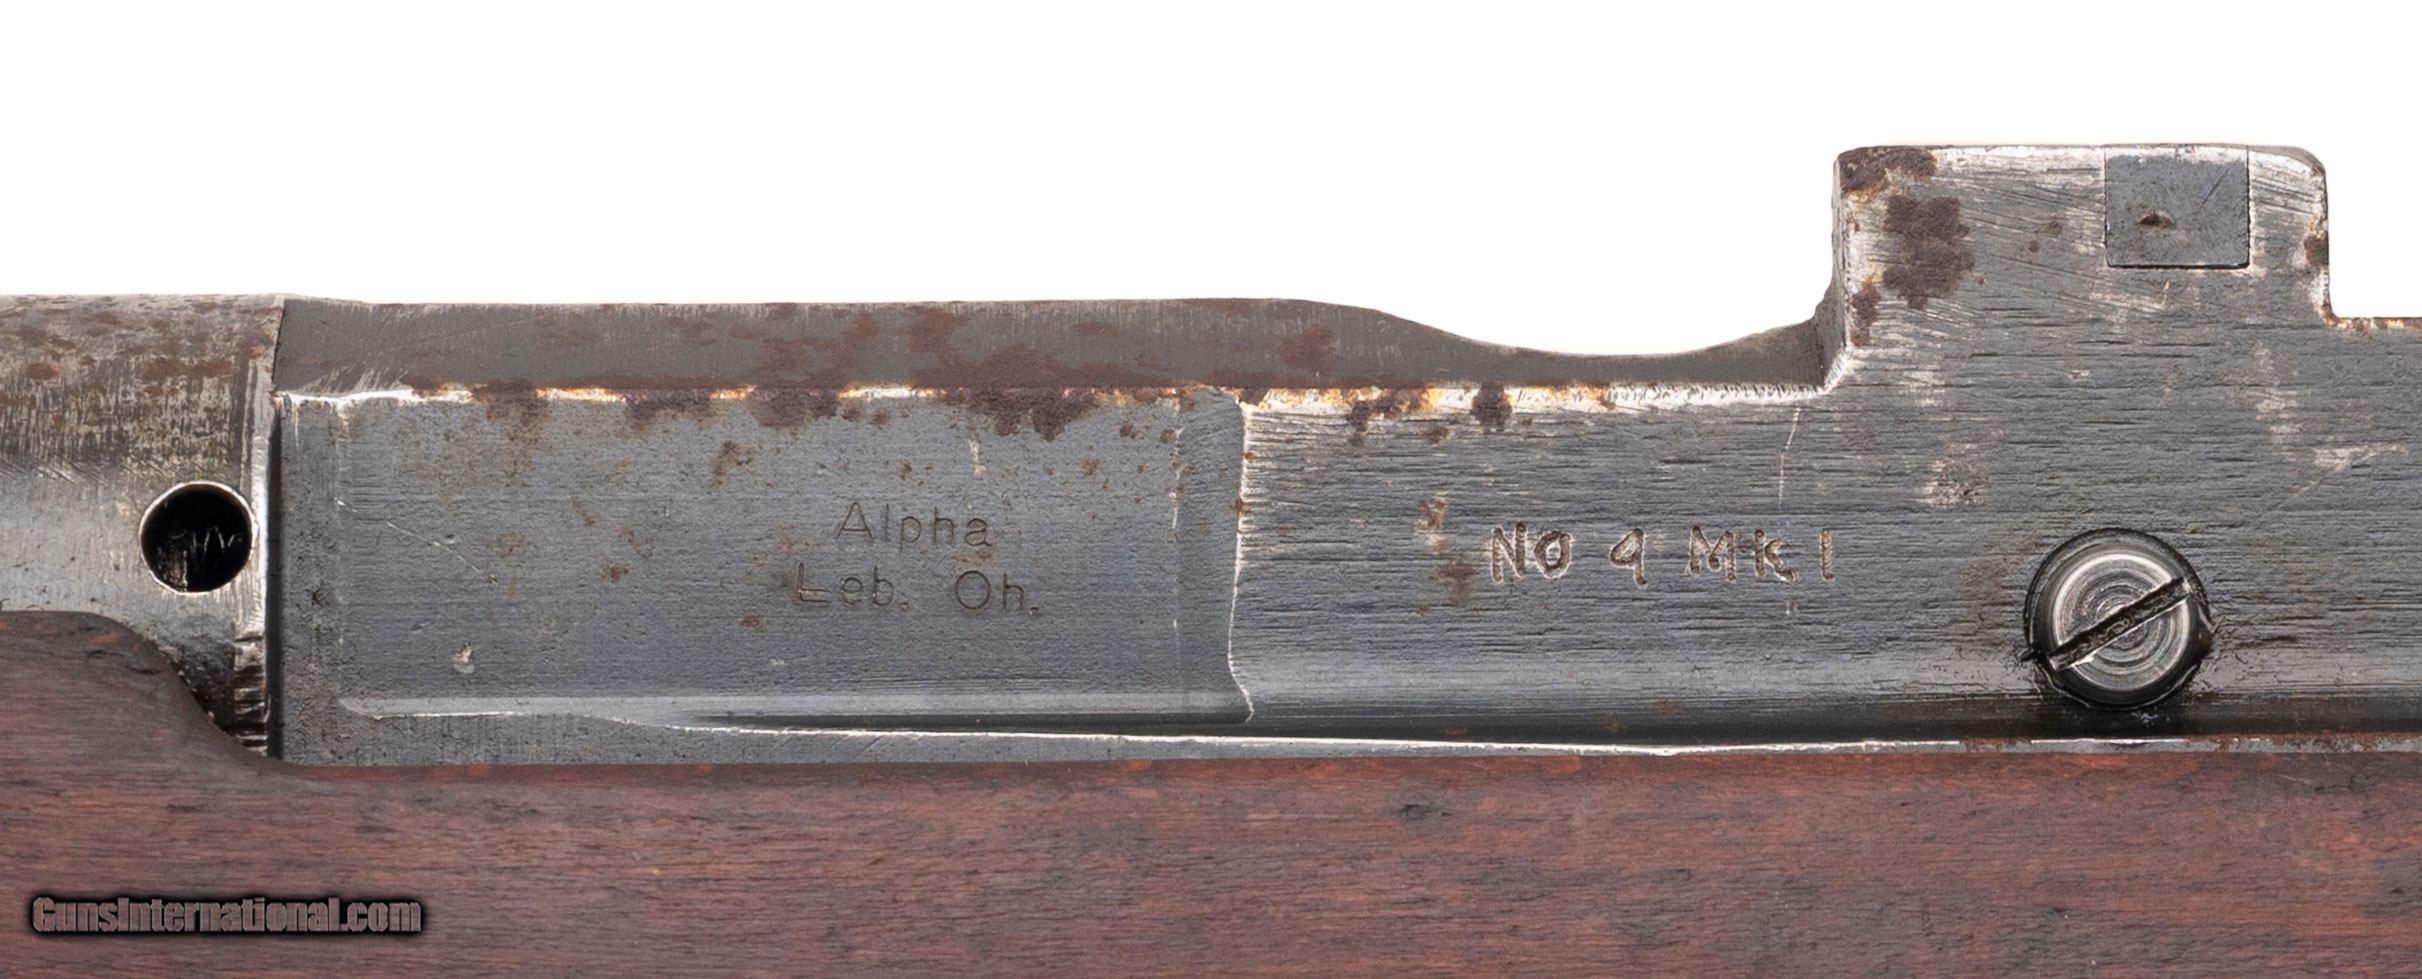 Alpha
Leb. Oh.
No 4 Mk I
GunsInternational.com